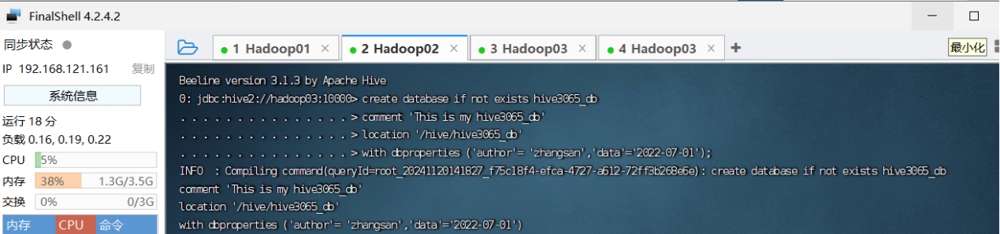 FinalShell 4.2.4.2
同步状态
IP 192.168.121.161 复制
系统信息
运行 18 分
负载 0.16, 0.19, 0.22
CPU 5%
内存 38% 1.3G/3.5G
交换 0% 0/3G
内存 CPU 命令
1 Hadoop01 × 2 Hadoop02 × 3 Hadoop03 × 4 Hadoop03 × +
最小化
Beeline version 3.1.3 by Apache Hive
0: jdbc:hive2://hadoop03:10000> create database if not exists hive3065_db
. . . . . . . . . . . . . . . .> comment 'This is my hive3065_db'
. . . . . . . . . . . . . . . .> location '/hive/hive3065_db'
. . . . . . . . . . . . . . . .> with dbproperties ('author'= 'zhangsan','data'='2022-07-01');
INFO  : Compiling command(queryId=root_20241120141827_f75c18f4-efca-4727-a612-72ff3b268e6e): create database if not exists hive3065_db
comment 'This is my hive3065_db'
location '/hive/hive3065_db'
with dbproperties ('author'= 'zhangsan','data'='2022-07-01')